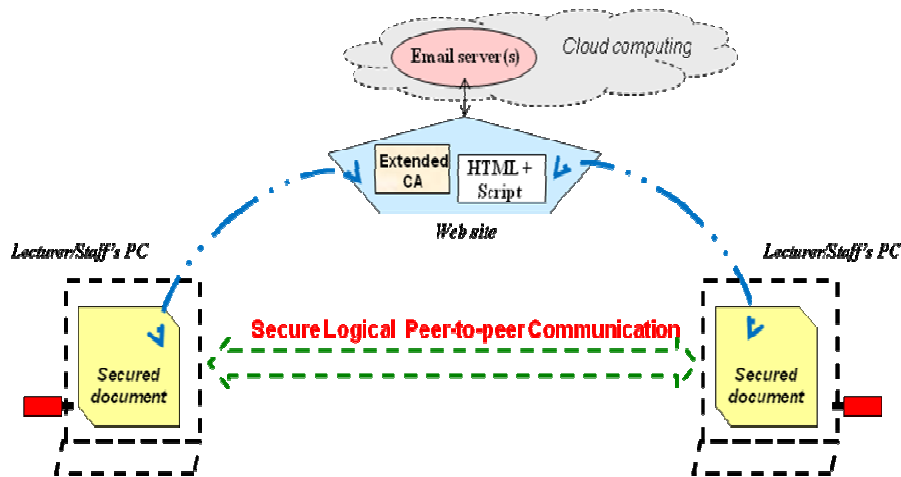 Cloud computing
Email server(s)
Extended
CA
HTML +
Script
Web site
Lecturer/Staff's PC
Lecturer/Staff's PC
Secure Logical Peer-to-peer Communication
Secured
document
Secured
document